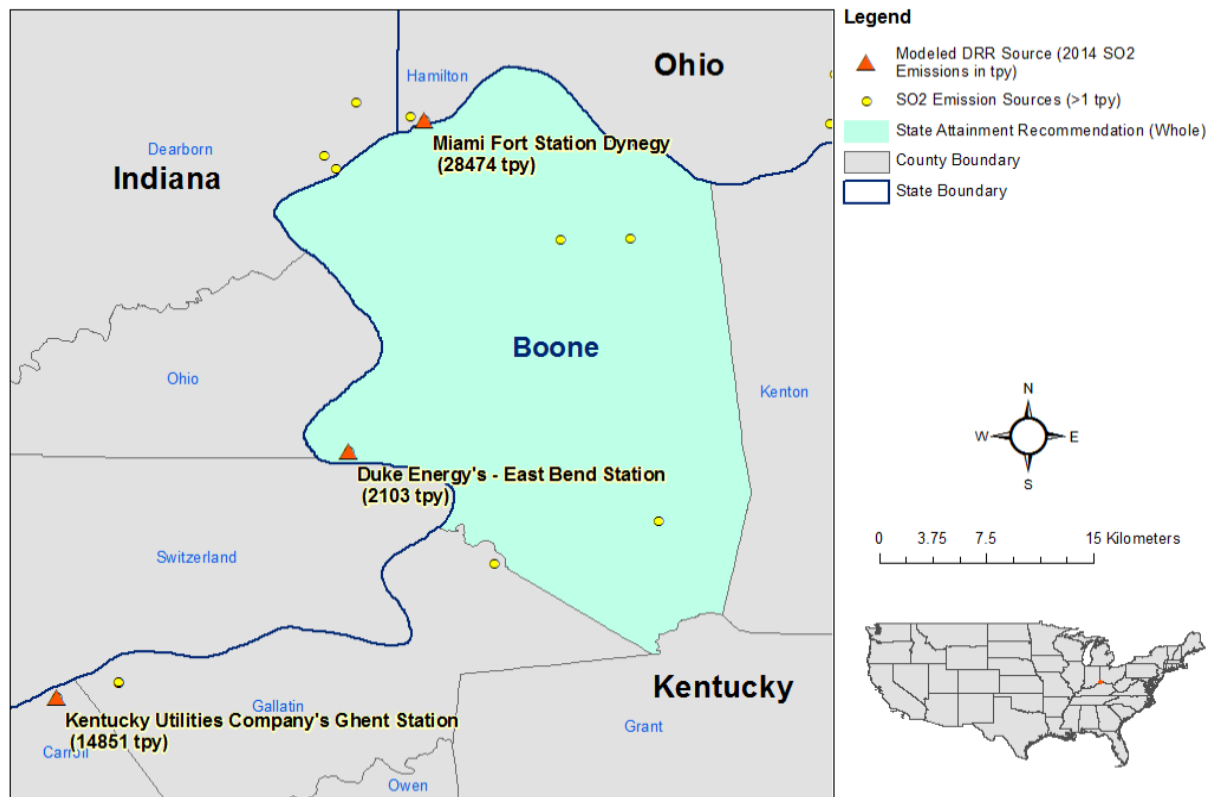 Legend
Modeled DRR Source (2014 SO2
Emissions in tpy)
SO2 Emission Sources (>1 tpy)
State Attainment Recommendation (Whole)
County Boundary
State Boundary
Ohio
Hamilton
Miami Fort Station Dynegy
(28474 tpy)
Dearborn
Indiana
Boone
Ohio
Kenton
Duke Energy's - East Bend Station
(2103 tpy)
Switzerland
Kentucky
Gallatin
Grant
Kentucky Utilities Company's Ghent Station
(14851 tpy)
Carroll
Owen
N
W
E
S
0 3.75 7.5 15 Kilometers